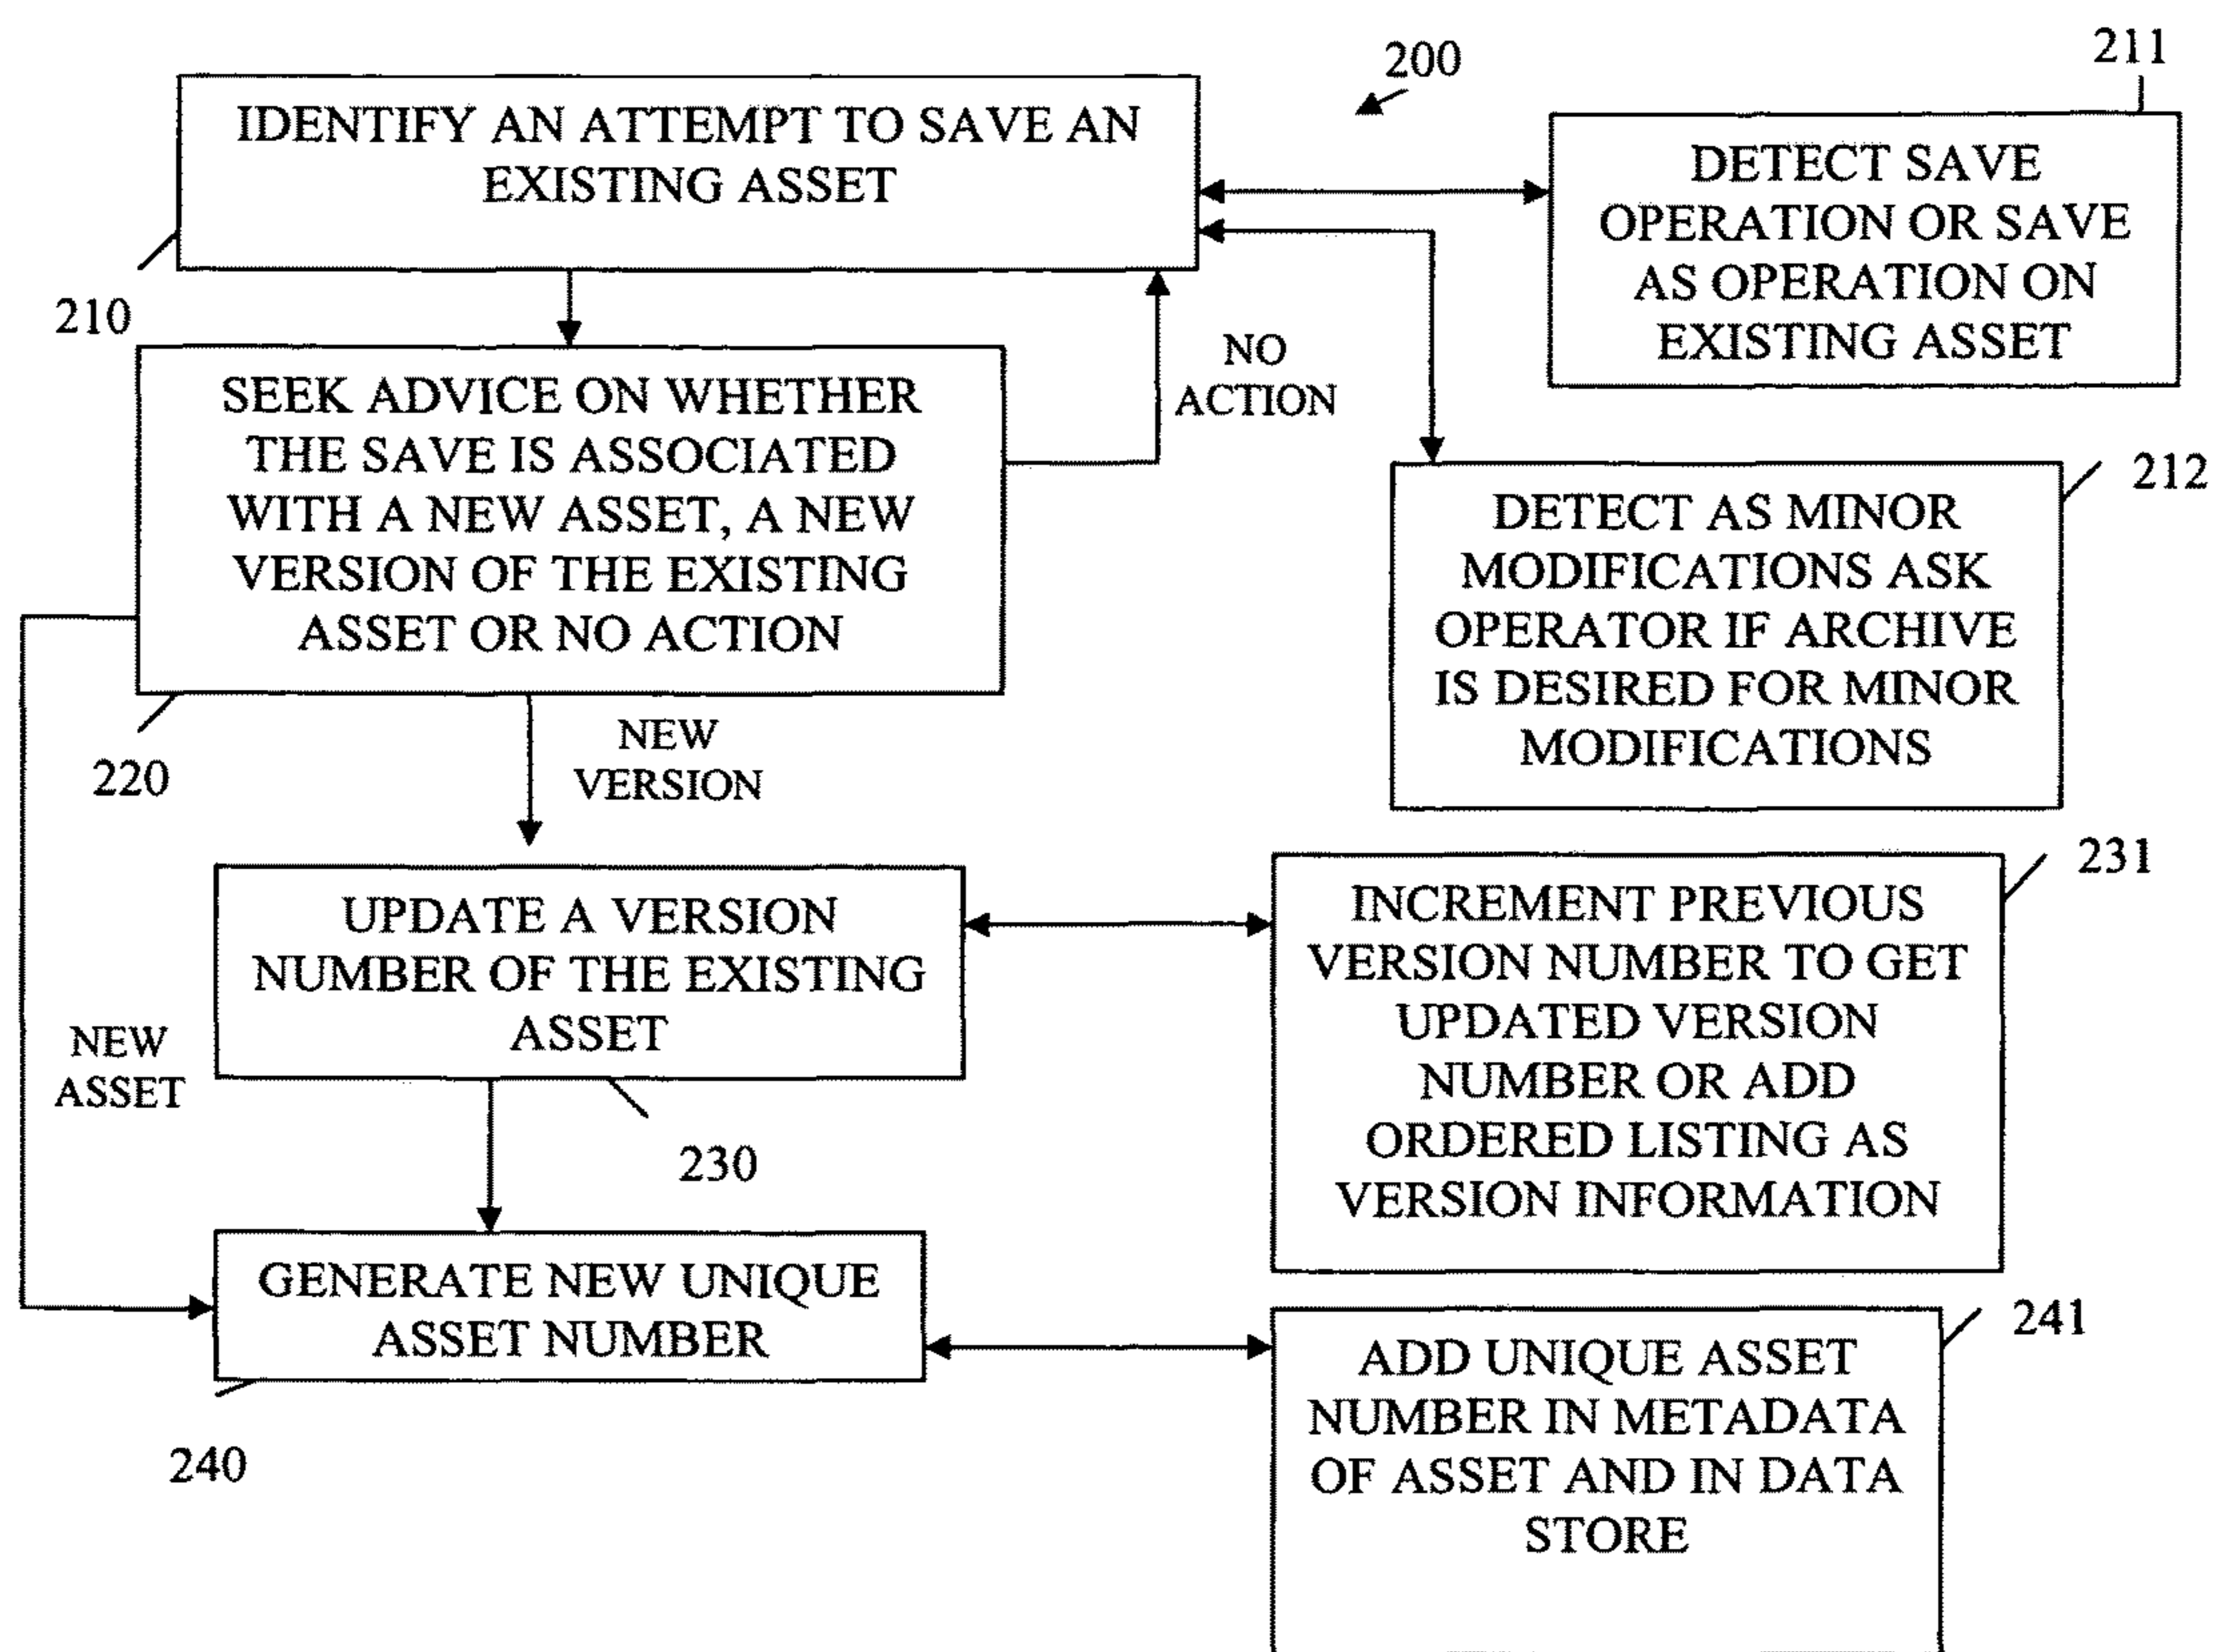 200
211
IDENTIFY AN ATTEMPT TO SAVE AN
EXISTING ASSET
210
DETECT SAVE
OPERATION OR SAVE
AS OPERATION ON
EXISTING ASSET
NO
ACTION
SEEK ADVICE ON WHETHER
THE SAVE IS ASSOCIATED
WITH A NEW ASSET, A NEW
VERSION OF THE EXISTING
ASSET OR NO ACTION
220
212
DETECT AS MINOR
MODIFICATIONS ASK
OPERATOR IF ARCHIVE
IS DESIRED FOR MINOR
MODIFICATIONS
NEW
VERSION
UPDATE A VERSION
NUMBER OF THE EXISTING
ASSET
230
231
INCREMENT PREVIOUS
VERSION NUMBER TO GET
UPDATED VERSION
NUMBER OR ADD
ORDERED LISTING AS
VERSION INFORMATION
NEW
ASSET
GENERATE NEW UNIQUE
ASSET NUMBER
240
241
ADD UNIQUE ASSET
NUMBER IN METADATA
OF ASSET AND IN DATA
STORE